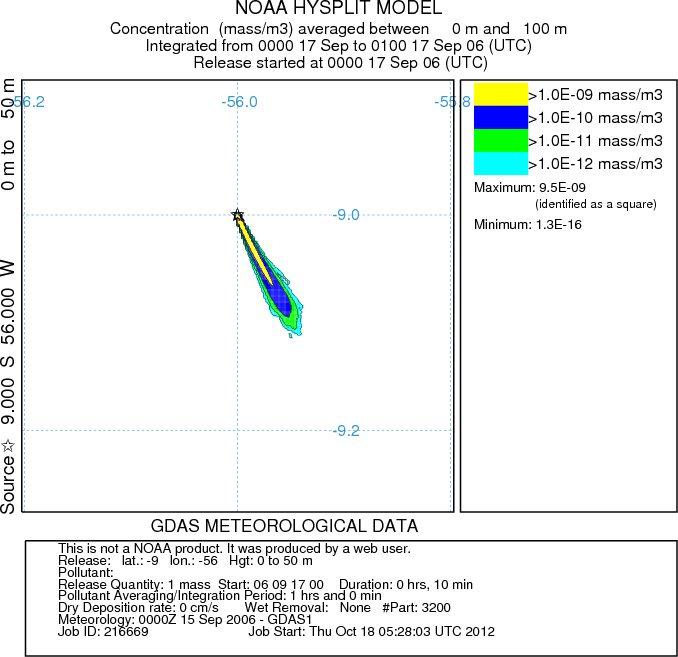 NOAA HYSPLIT MODEL
Concentration (mass/m3) averaged between 0 m and 100 m
Integrated from 0000 17 Sep to 0100 17 Sep 06 (UTC)
Release started at 0000 17 Sep 06 (UTC)
Source ☆ 9.000 S 56.000 W 0 m to 50 m
-56.2 -56.0 -55.8
-9.0
-9.2
>1.0E-09 mass/m3
>1.0E-10 mass/m3
>1.0E-11 mass/m3
>1.0E-12 mass/m3
Maximum: 9.5E-09
(identified as a square)
Minimum: 1.3E-16
GDAS METEOROLOGICAL DATA
This is not a NOAA product. It was produced by a web user.
Release: lat.: -9 lon.: -56 Hgt: 0 to 50 m
Pollutant:
Release Quantity: 1 mass Start: 06 09 17 00 Duration: 0 hrs, 10 min
Pollutant Averaging/Integration Period: 1 hrs and 0 min
Dry Deposition rate: 0 cm/s Wet Removal: None #Part: 3200
Meteorology: 0000Z 15 Sep 2006 - GDAS1
Job ID: 216669 Job Start: Thu Oct 18 05:28:03 UTC 2012